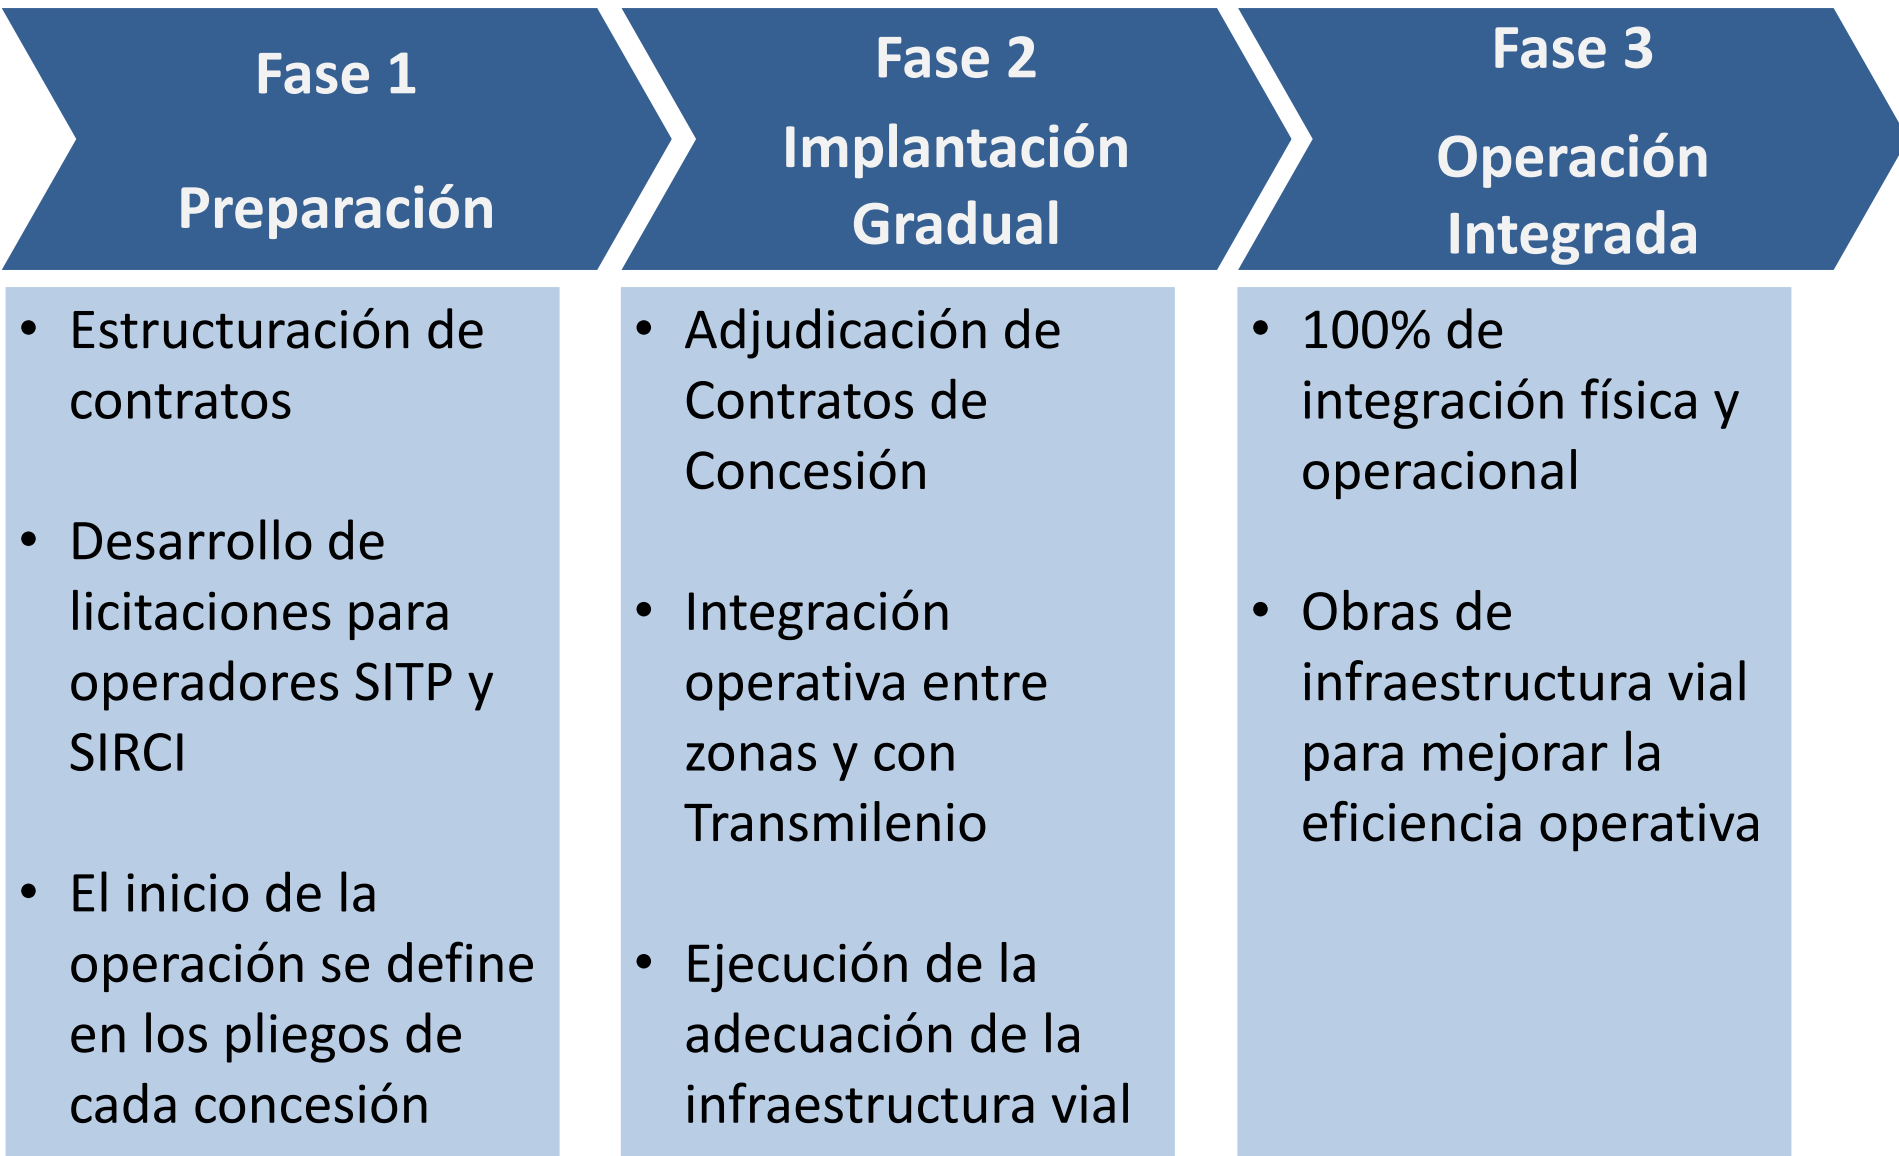 Fase 1
Preparación
Fase 2
Implantación
Gradual
Fase 3
Operación
Integrada
• Estructuración de
contratos
• Desarrollo de
licitaciones para
operadores SITP y
SIRCI
• El inicio de la
operación se define
en los pliegos de
cada concesión
• Adjudicación de
Contratos de
Concesión
• Integración
operativa entre
zonas y con
Transmilenio
• Ejecución de la
adecuación de la
infraestructura vial
• 100% de
integración física y
operacional
• Obras de
infraestructura vial
para mejorar la
eficiencia operativa